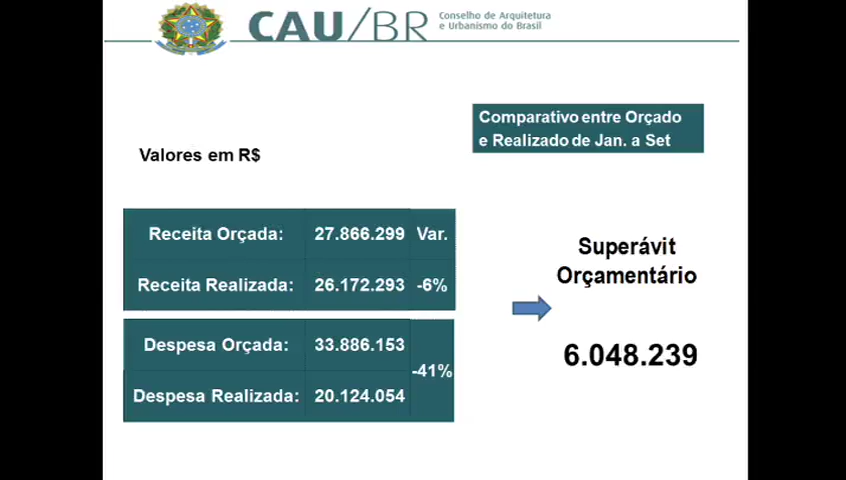 CAU/BR
Conselho de Arquitetura
e Urbanismo do Brasil
Comparativo entre Orçado
e Realizado de Jan. a Set
Valores em R$
Receita Orçada: 27.866.299 Var.
Receita Realizada: 26.172.293 -6%
Despesa Orçada: 33.886.153
-41%
Despesa Realizada: 20.124.054
Superávit
Orçamentário
6.048.239